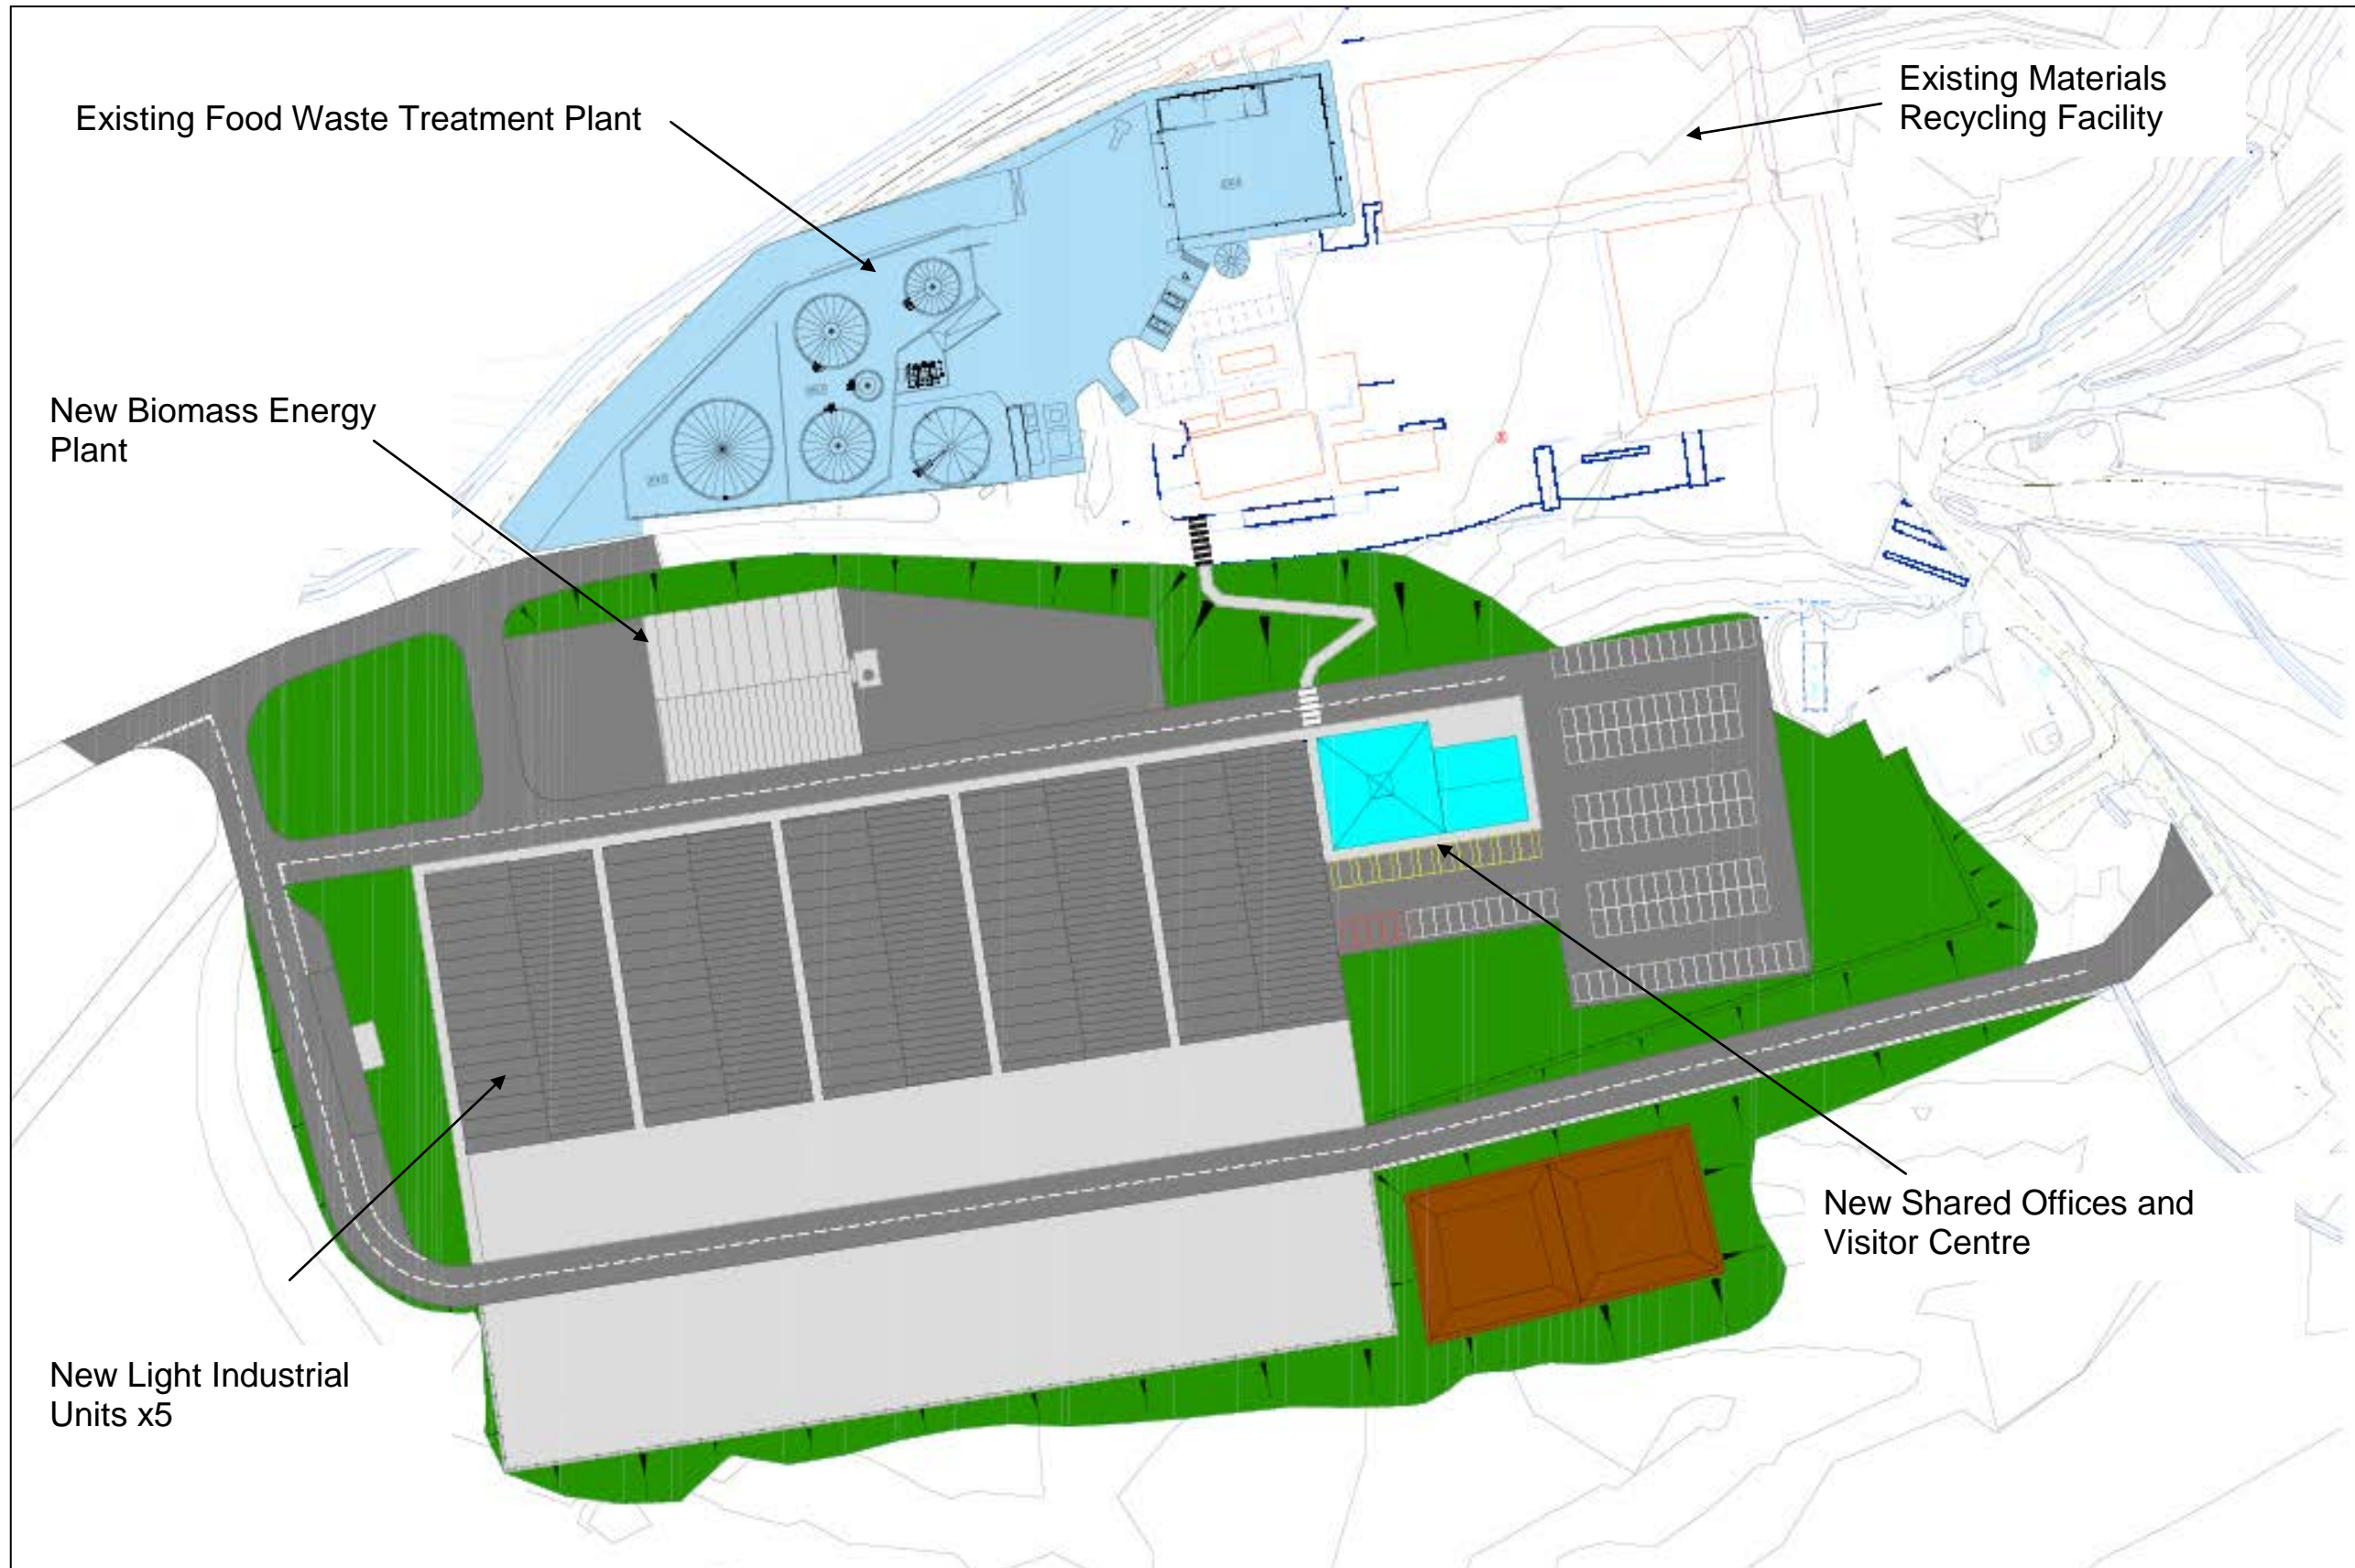 Existing Food Waste Treatment Plant
Existing Materials
Recycling Facility
New Biomass Energy
Plant
New Shared Offices and
Visitor Centre
New Light Industrial
Units x5